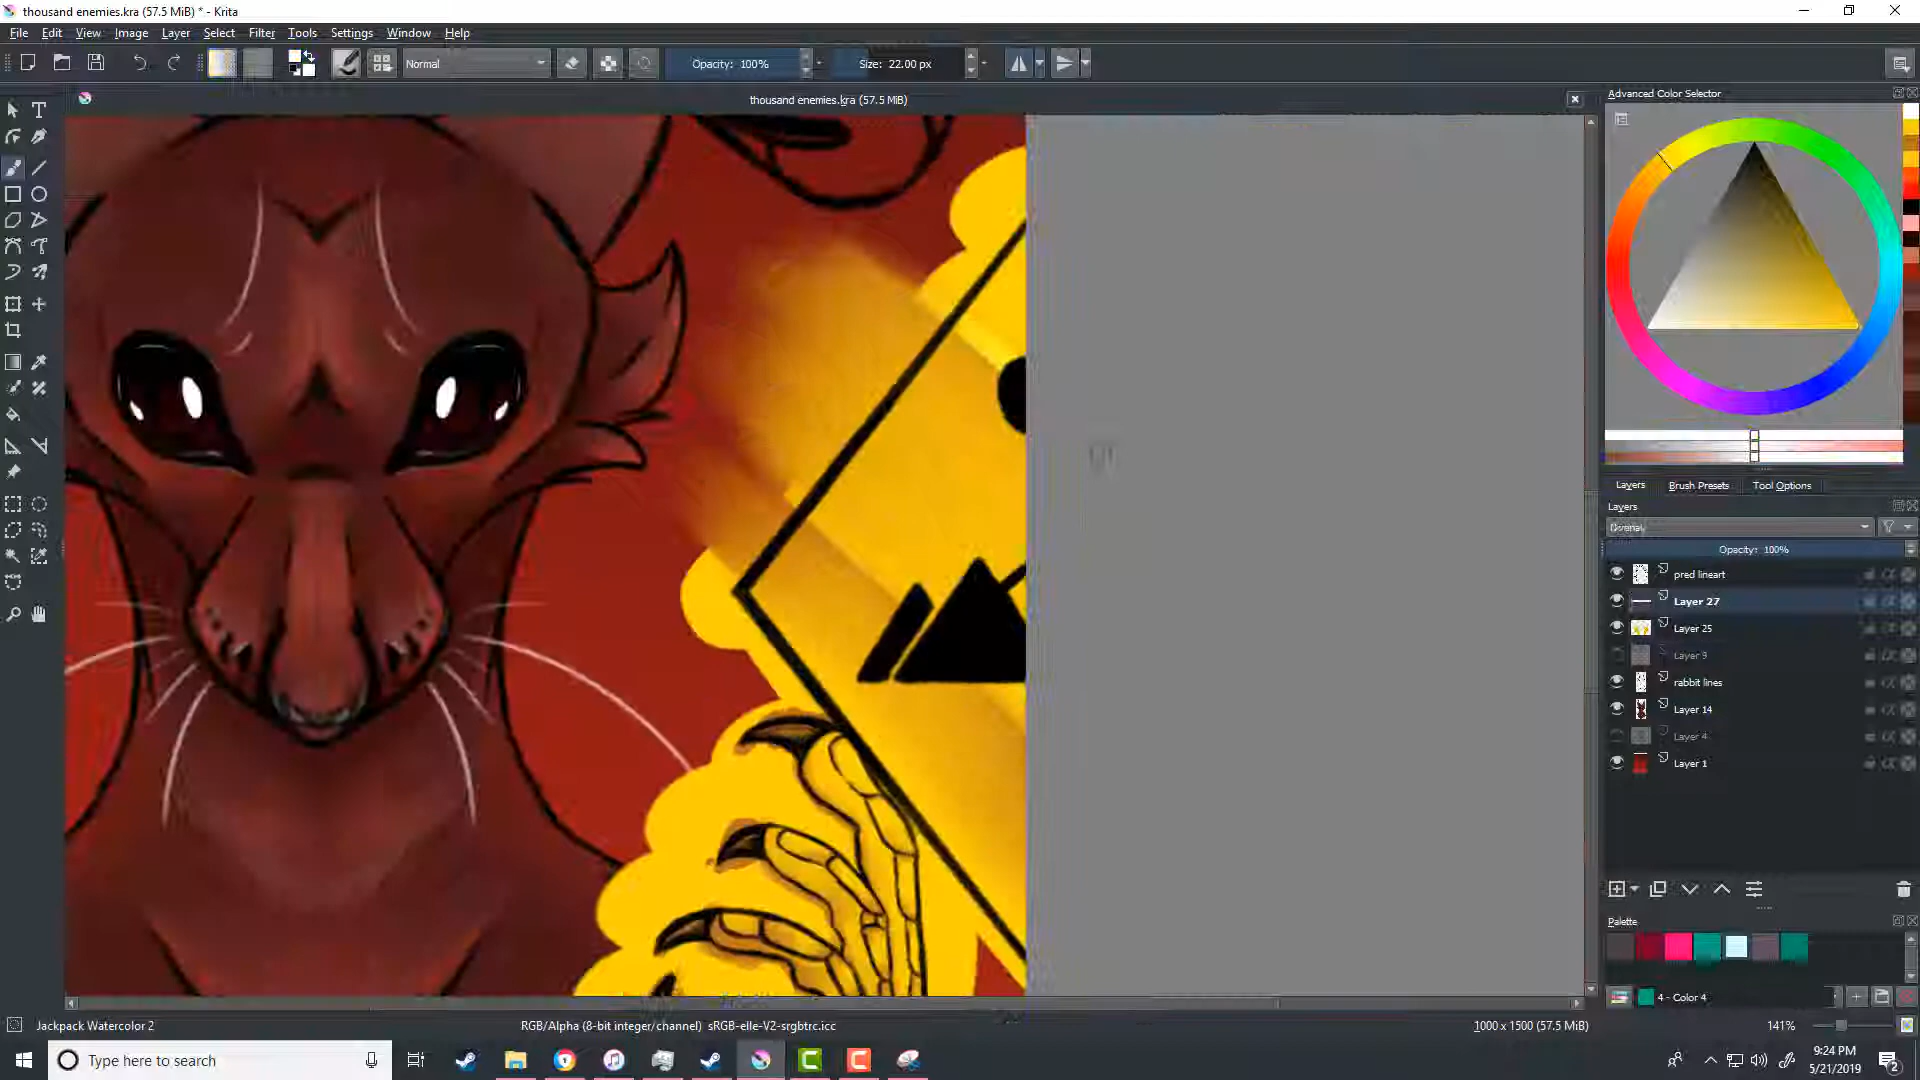 thousand enemies.kra (57.5 MiB) * - Krita
File Edit View Image Layer Select Filter Tools Settings Window Help
Normal Opacity: 100% Size: 22.00 px
thousand enemies.kra (57.5 MiB)
Advanced Color Selector
Layers Brush Presets Tool Options
Layers
Normal
Opacity: 100%
pred lineart
Layer 27
Layer 25
Layer 9
rabbit lines
Layer 14
Layer 4
Layer 1
Palette
4 - Color 4
Jackpack Watercolor 2 RGB/Alpha (8-bit integer/channel) sRGB-elle-V2-srgbtrc.icc 1000 x 1500 (57.5 MiB) 141%
Type here to search
9:24 PM
5/21/2019
2